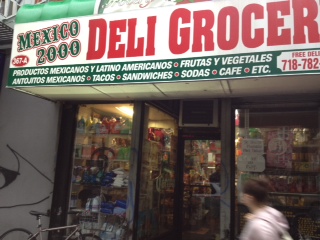 MEXICO
2000
DELI GROCER
367-A
PRODUCTOS MEXICANOS Y LATINO AMERICANOS • FRUTAS Y VEGETALES
ANTOJITOS MEXICANOS • TACOS • SANDWICHES • SODAS • CAFE • ETC.
FREE DELI
718-782